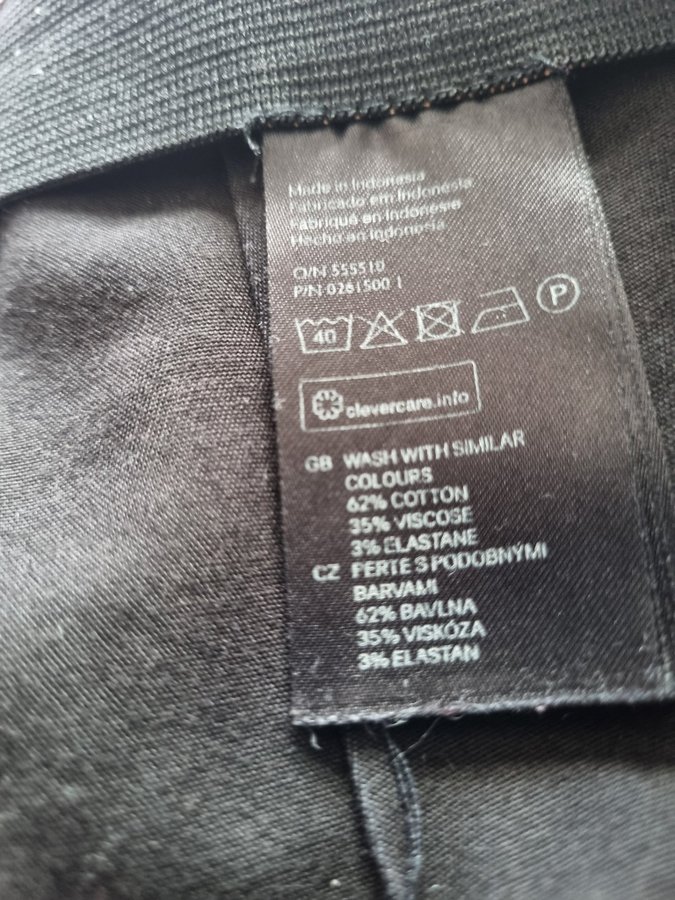 Made in Indonesia
Fabricado em Indonesia
Fabriqué en Indonésie
Hecho en Indonesia
O/N 555510
P/N 0261500 1
40 P
clevercare.info
GB WASH WITH SIMILAR
COLOURS
62% COTTON
35% VISCOSE
3% ELASTANE
CZ PERTE S PODOBNÝMI
BARVAMI
62% BAVLNA
35% VISKÓZA
3% ELASTAN